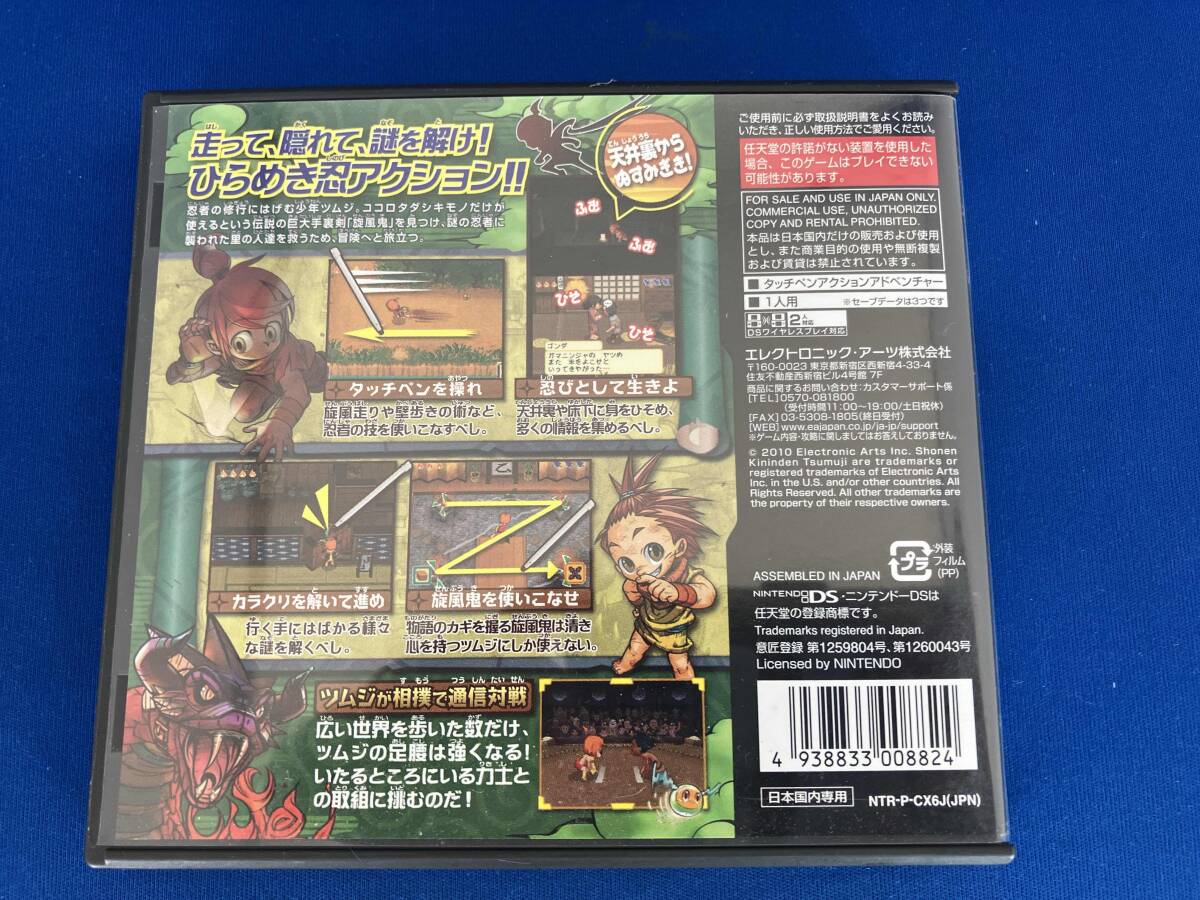 走って、隠れて、謎を解け!
ひらめき忍アクション!!
忍者の修行にはげむ少年ツムジ。ココロタダシキモノだけが
使えるという伝説の巨大手裏剣「旋風鬼」を見つけ、謎の忍者に
襲われた里の人達を救うため、冒険へと旅立つ。
天井裏から
ぬすみぎき!
ふむ
ふむ
ひそ
ひそ
ゴンダ
ガマニンジャの ヤツめ
また 米をよこせと
いってきやがった…
タッチペンを操れ
旋風走りや壁歩きの術など、
忍者の技を使いこなすべし。
忍びとして生きよ
天井裏や床下に身をひそめ、
多くの情報を集めるべし。
カラクリを解いて進め
行く手にはばかる様々
な謎を解くべし。
旋風鬼を使いこなせ
物語のカギを握る旋風鬼は清き
心を持つツムジにしか使えない。
ツムジが相撲で通信対戦
広い世界を歩いた数だけ、
ツムジの足腰は強くなる!
いたるところにいる力士と
の取組に挑むのだ!
ご使用前に必ず取扱説明書をよくお読み
いただき、正しい使用方法でご愛用ください。
任天堂の許諾がない装置を使用した
場合、このゲームはプレイできない
可能性があります。
FOR SALE AND USE IN JAPAN ONLY.
COMMERCIAL USE, UNAUTHORIZED
COPY AND RENTAL PROHIBITED.
本品は日本国内だけの販売および使用
とし、また商業目的の使用や無断複製
および賃貸は禁止されています。
■タッチペンアクションアドベンチャー
■1人用 ※セーブデータは3つです
2人対応
DSワイヤレスプレイ対応
エレクトロニック・アーツ株式会社
〒160-0023 東京都新宿区西新宿4-33-4
住友不動産西新宿ビル4号館 7F
商品に関するお問い合わせ:カスタマーサポート係
[TEL]0570-081800
(受付時間11:00~19:00/土日祝休)
[FAX]03-5308-1805(終日受付)
[WEB]www.eajapan.co.jp/ja-jp/support
※ゲーム内容・攻略に関しましてはお答えしておりません。
© 2010 Electronic Arts Inc. Shonen
Kininden Tsumuji are trademarks or
registered trademarks of Electronic Arts
Inc. in the U.S. and/or other countries. All
Rights Reserved. All other trademarks are
the property of their respective owners.
プラ
外装
フィルム
(PP)
ASSEMBLED IN JAPAN
NINTENDO DS・ニンテンドーDSは
任天堂の登録商標です。
Trademarks registered in Japan.
意匠登録 第1259804号、第1260043号
Licensed by NINTENDO
4 938833 008824
日本国内専用
NTR-P-CX6J(JPN)